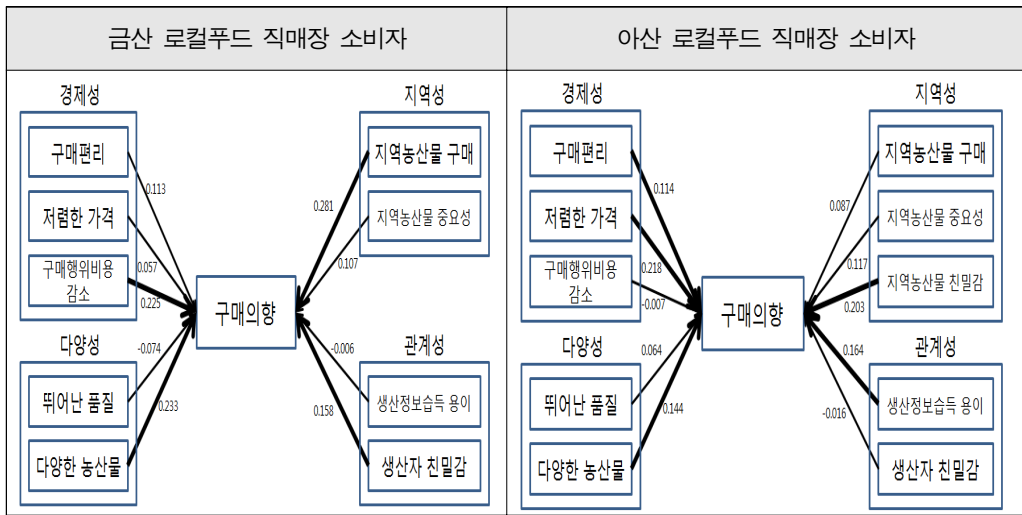 금산 로컬푸드 직매장 소비자
경제성
구매편리
저렴한 가격
구매행위비용
감소
다양성
뛰어난 품질
다양한 농산물
구매의향
지역성
지역농산물 구매
지역농산물 중요성
관계성
생산정보습득 용이
생산자 친밀감
0.113
0.057
0.225
-0.074
0.233
0.281
0.107
-0.006
0.158
아산 로컬푸드 직매장 소비자
경제성
구매편리
저렴한 가격
구매행위비용
감소
다양성
뛰어난 품질
다양한 농산물
구매의향
지역성
지역농산물 구매
지역농산물 중요성
지역농산물 친밀감
관계성
생산정보습득 용이
생산자 친밀감
0.114
0.218
-0.007
0.064
0.144
0.087
0.117
0.203
0.164
-0.016